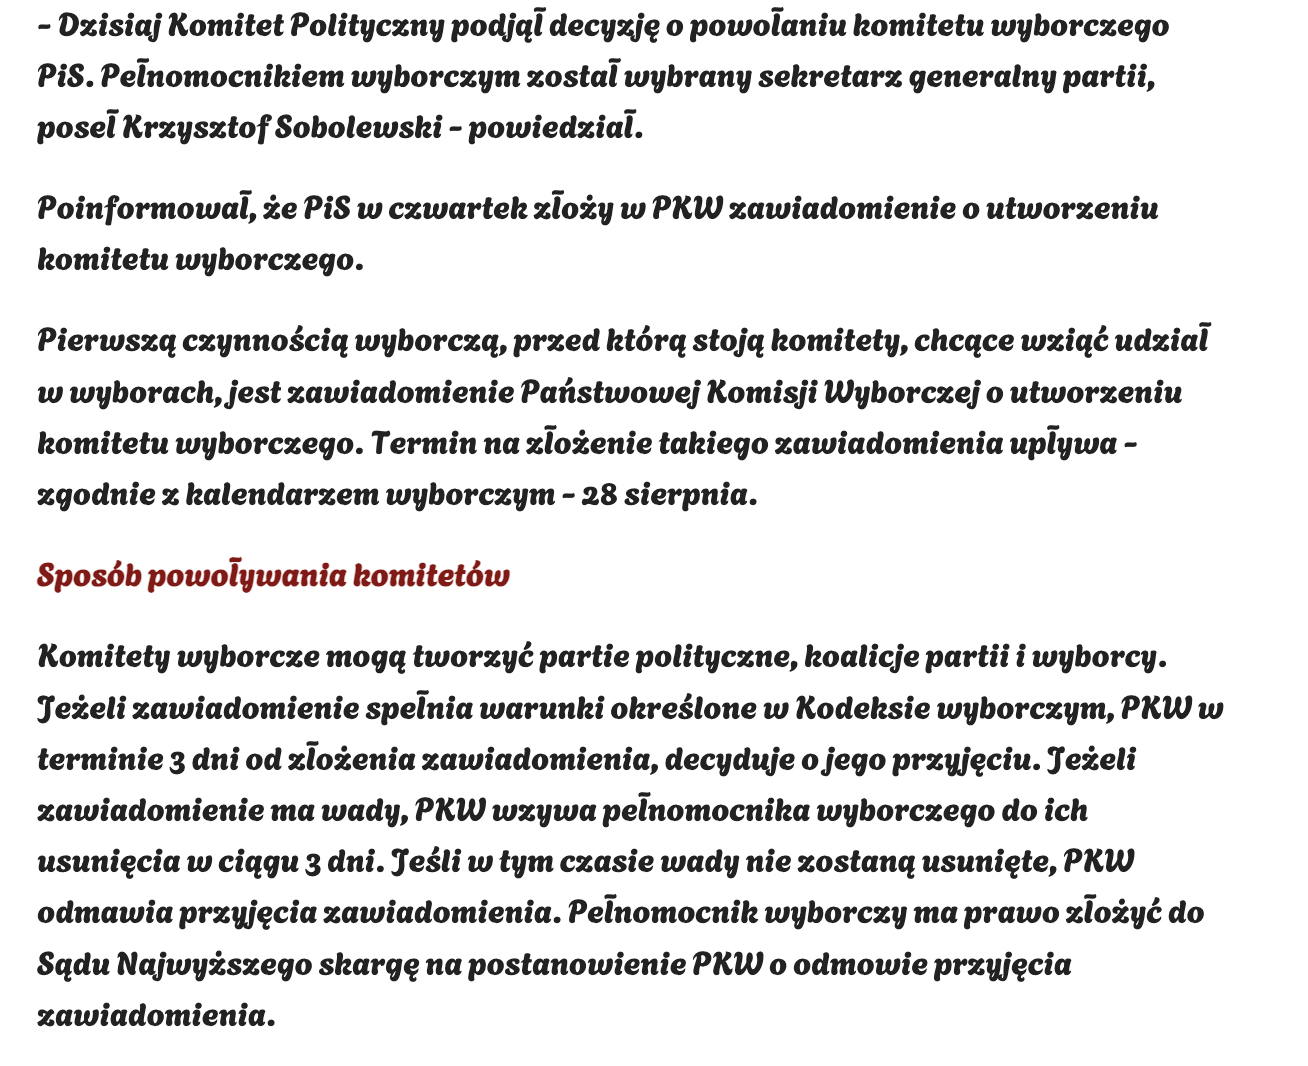 - Dzisiaj Komitet Polityczny podjął decyzję o powołaniu komitetu wyborczego
PiS. Pełnomocnikiem wyborczym został wybrany sekretarz generalny partii,
poseł Krzysztof Sobolewski - powiedział.
Poinformował, że PiS w czwartek złoży w PKW zawiadomienie o utworzeniu
komitetu wyborczego.
Pierwszą czynnością wyborczą, przed którą stoją komitety, chcące wziąć udział
w wyborach, jest zawiadomienie Państwowej Komisji Wyborczej o utworzeniu
komitetu wyborczego. Termin na złożenie takiego zawiadomienia upływa -
zgodnie z kalendarzem wyborczym - 28 sierpnia.
Sposób powoływania komitetów
Komitety wyborcze mogą tworzyć partie polityczne, koalicje partii i wyborcy.
Jeżeli zawiadomienie spełnia warunki określone w Kodeksie wyborczym, PKW w
terminie 3 dni od złożenia zawiadomienia, decyduje o jego przyjęciu. Jeżeli
zawiadomienie ma wady, PKW wzywa pełnomocnika wyborczego do ich
usunięcia w ciągu 3 dni. Jeśli w tym czasie wady nie zostaną usunięte, PKW
odmawia przyjęcia zawiadomienia. Pełnomocnik wyborczy ma prawo złożyć do
Sądu Najwyższego skargę na postanowienie PKW o odmowie przyjęcia
zawiadomienia.